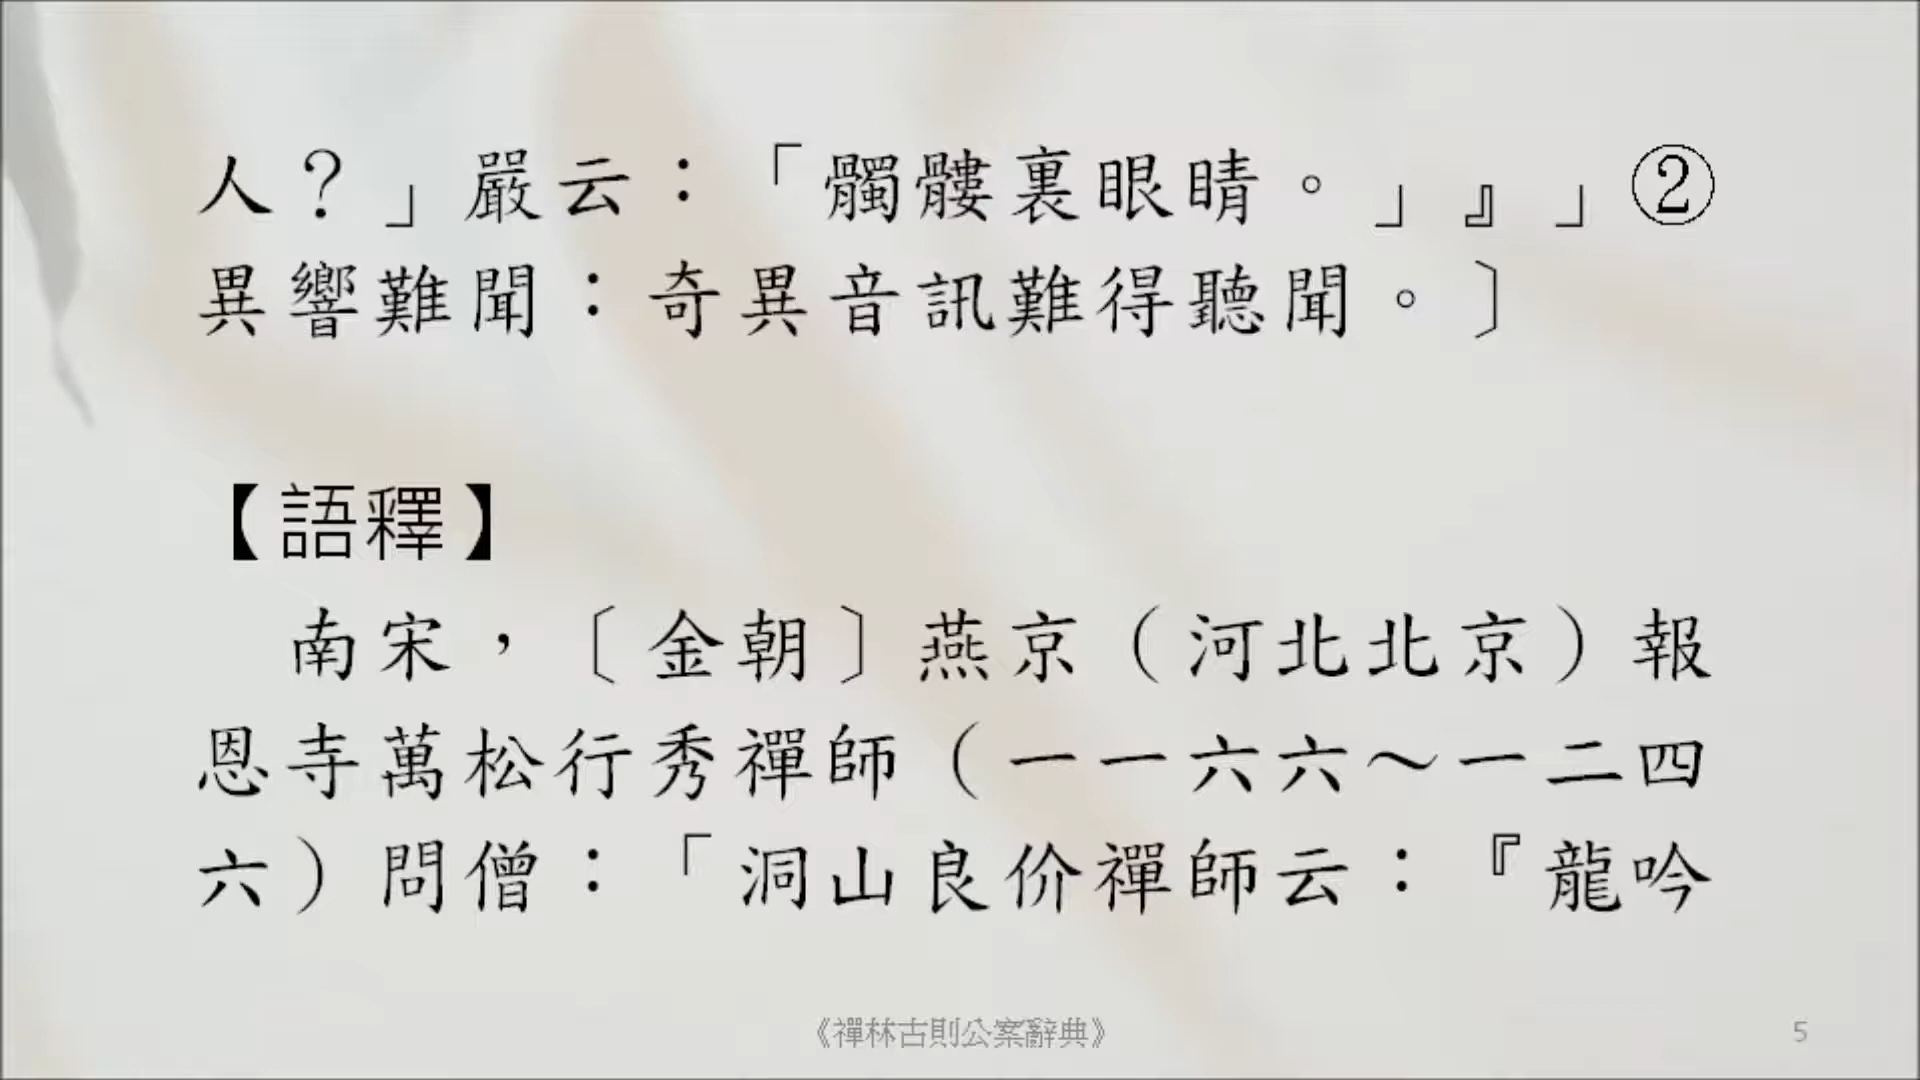 人？」嚴云：「髑髏裏眼睛。」』」②
異響難聞：奇異音訊難得聽聞。〕
【語釋】
南宋，〔金朝〕燕京（河北北京）報
恩寺萬松行秀禪師（一一六六～一二四
六）問僧：「洞山良价禪師云：『龍吟
《禪林古則公案辭典》
5